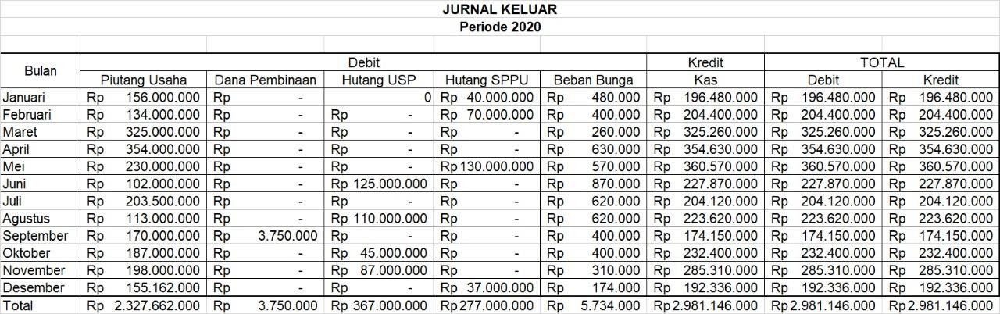 JURNAL KELUAR
Periode 2020
Bulan Debit Kredit TOTAL
Piutang Usaha Dana Pembinaan Hutang USP Hutang SPPU Beban Bunga Kas Debit Kredit
Januari Rp 156.000.000 Rp - 0 Rp 40.000.000 Rp 480.000 Rp 196.480.000 Rp 196.480.000 Rp 196.480.000
Februari Rp 134.000.000 Rp - Rp - Rp 70.000.000 Rp 400.000 Rp 204.400.000 Rp 204.400.000 Rp 204.400.000
Maret Rp 325.000.000 Rp - Rp - Rp - Rp 260.000 Rp 325.260.000 Rp 325.260.000 Rp 325.260.000
April Rp 354.000.000 Rp - Rp - Rp - Rp 630.000 Rp 354.630.000 Rp 354.630.000 Rp 354.630.000
Mei Rp 230.000.000 Rp - Rp - Rp 130.000.000 Rp 570.000 Rp 360.570.000 Rp 360.570.000 Rp 360.570.000
Juni Rp 102.000.000 Rp - Rp 125.000.000 Rp - Rp 870.000 Rp 227.870.000 Rp 227.870.000 Rp 227.870.000
Juli Rp 203.500.000 Rp - Rp - Rp - Rp 620.000 Rp 204.120.000 Rp 204.120.000 Rp 204.120.000
Agustus Rp 113.000.000 Rp - Rp 110.000.000 Rp - Rp 620.000 Rp 223.620.000 Rp 223.620.000 Rp 223.620.000
September Rp 170.000.000 Rp 3.750.000 Rp - Rp - Rp 400.000 Rp 174.150.000 Rp 174.150.000 Rp 174.150.000
Oktober Rp 187.000.000 Rp - Rp 45.000.000 Rp - Rp 400.000 Rp 232.400.000 Rp 232.400.000 Rp 232.400.000
November Rp 198.000.000 Rp - Rp 87.000.000 Rp - Rp 310.000 Rp 285.310.000 Rp 285.310.000 Rp 285.310.000
Desember Rp 155.162.000 Rp - Rp - Rp 37.000.000 Rp 174.000 Rp 192.336.000 Rp 192.336.000 Rp 192.336.000
Total Rp 2.327.662.000 Rp 3.750.000 Rp 367.000.000 Rp 277.000.000 Rp 5.734.000 Rp 2.981.146.000 Rp 2.981.146.000 Rp 2.981.146.000